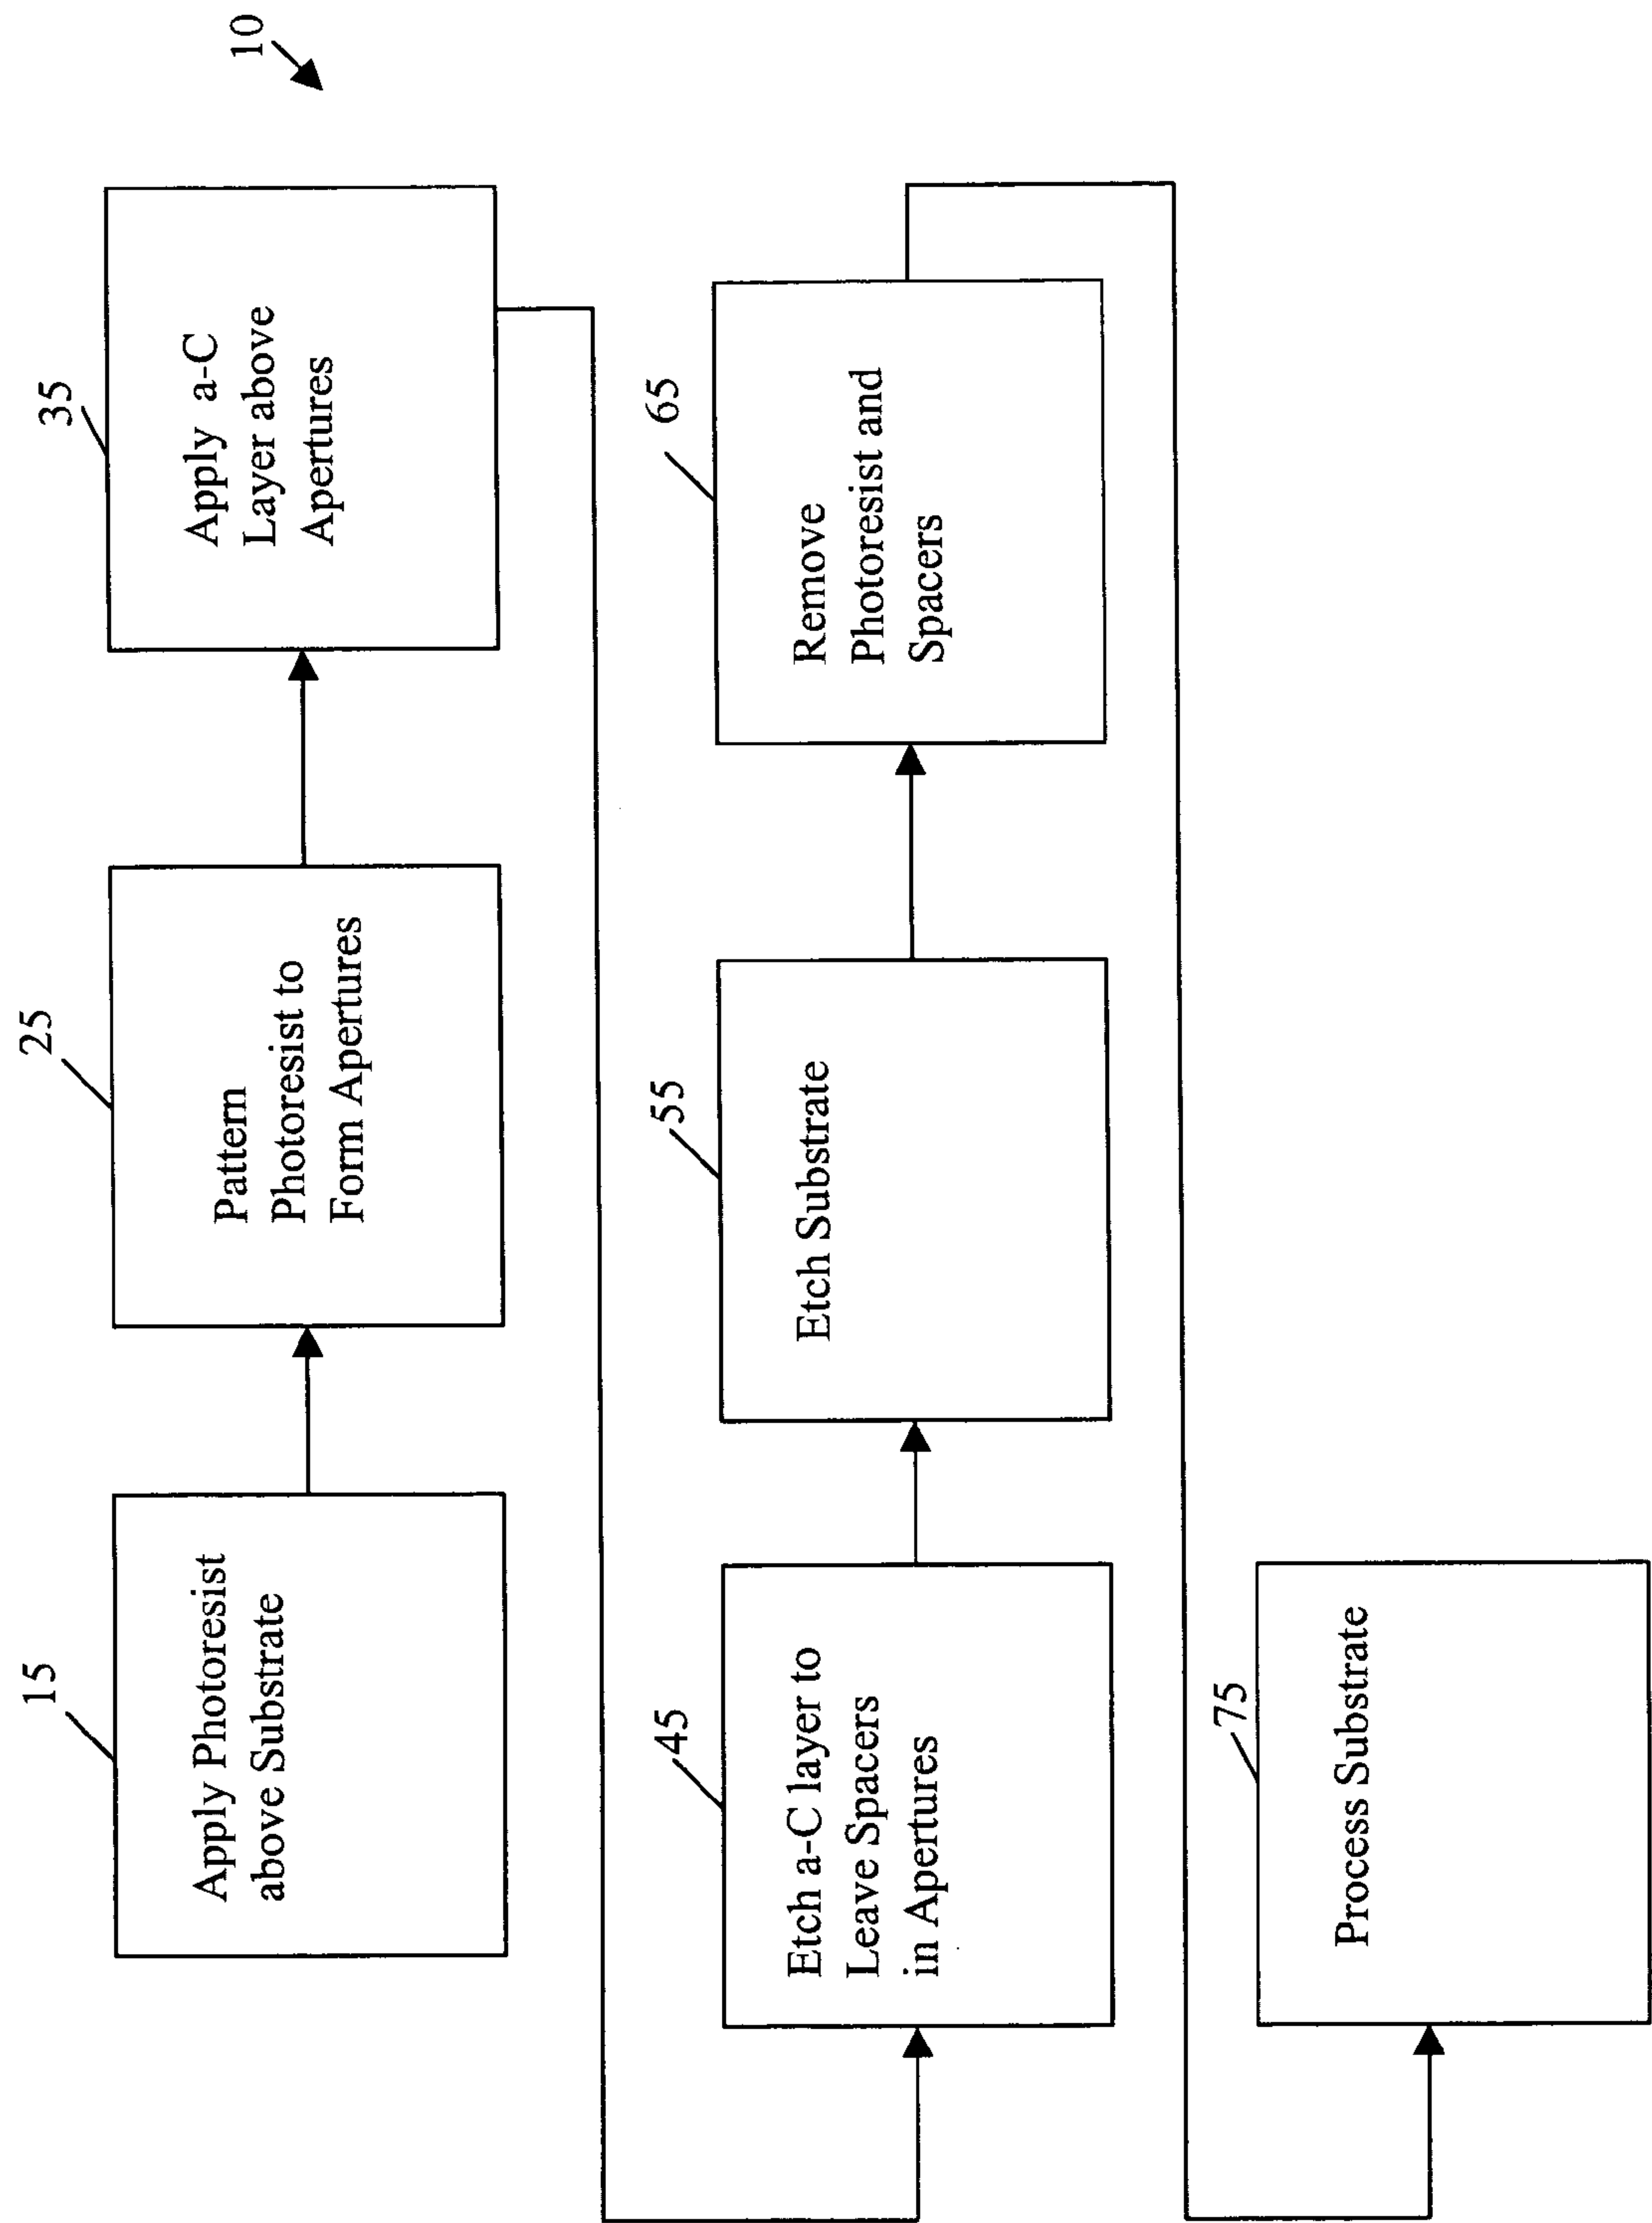 10
15
Apply Photoresist
above Substrate
25
Pattern
Photoresist to
Form Apertures
35
Apply a-C
Layer above
Apertures
45
Etch a-C layer to
Leave Spacers
in Apertures
55
Etch Substrate
65
Remove
Photoresist and
Spacers
75
Process Substrate